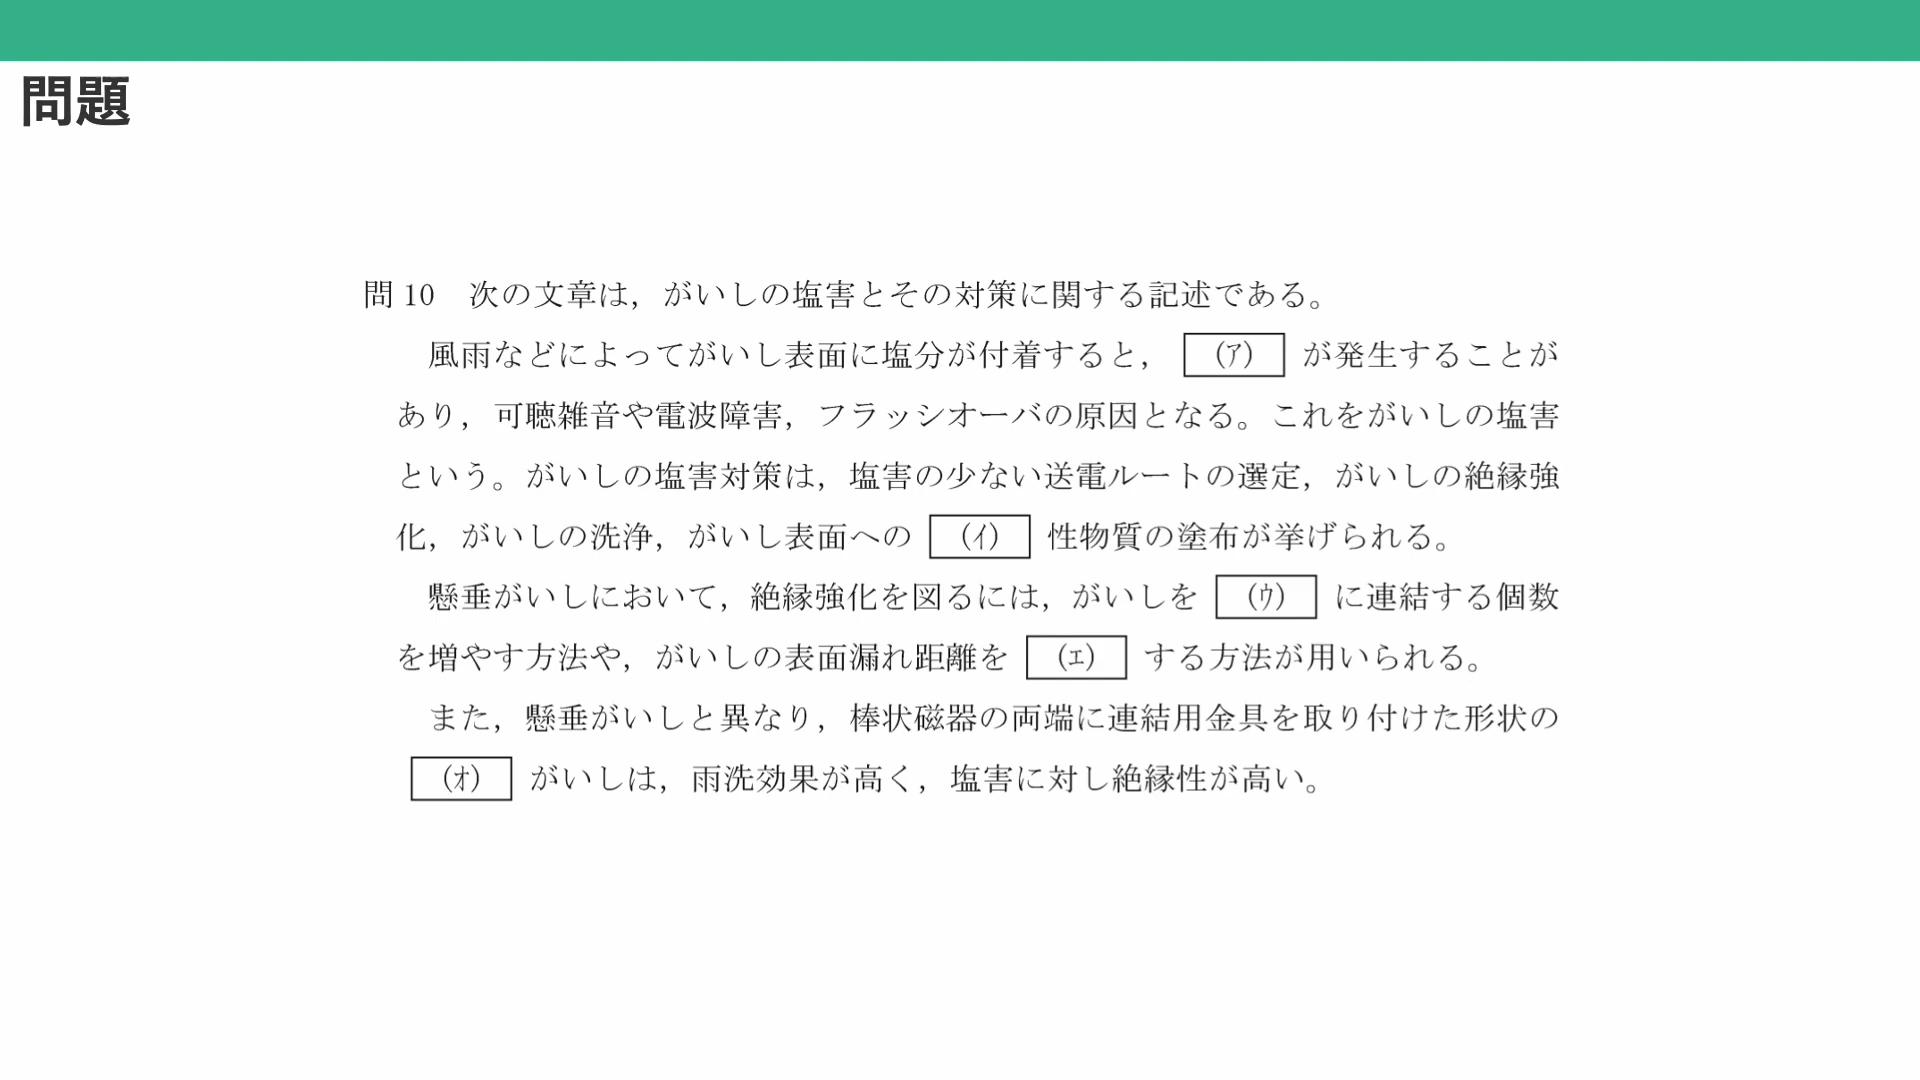 問題
問 10　次の文章は，がいしの塩害とその対策に関する記述である。
風雨などによってがいし表面に塩分が付着すると， (ア) が発生することが
あり，可聴雑音や電波障害，フラッシオーバの原因となる。これをがいしの塩害
という。がいしの塩害対策は，塩害の少ない送電ルートの選定，がいしの絶縁強
化，がいしの洗浄，がいし表面への (イ) 性物質の塗布が挙げられる。
懸垂がいしにおいて，絶縁強化を図るには，がいしを (ウ) に連結する個数
を増やす方法や，がいしの表面漏れ距離を (エ) する方法が用いられる。
また，懸垂がいしと異なり，棒状磁器の両端に連結用金具を取り付けた形状の
(オ) がいしは，雨洗効果が高く，塩害に対し絶縁性が高い。